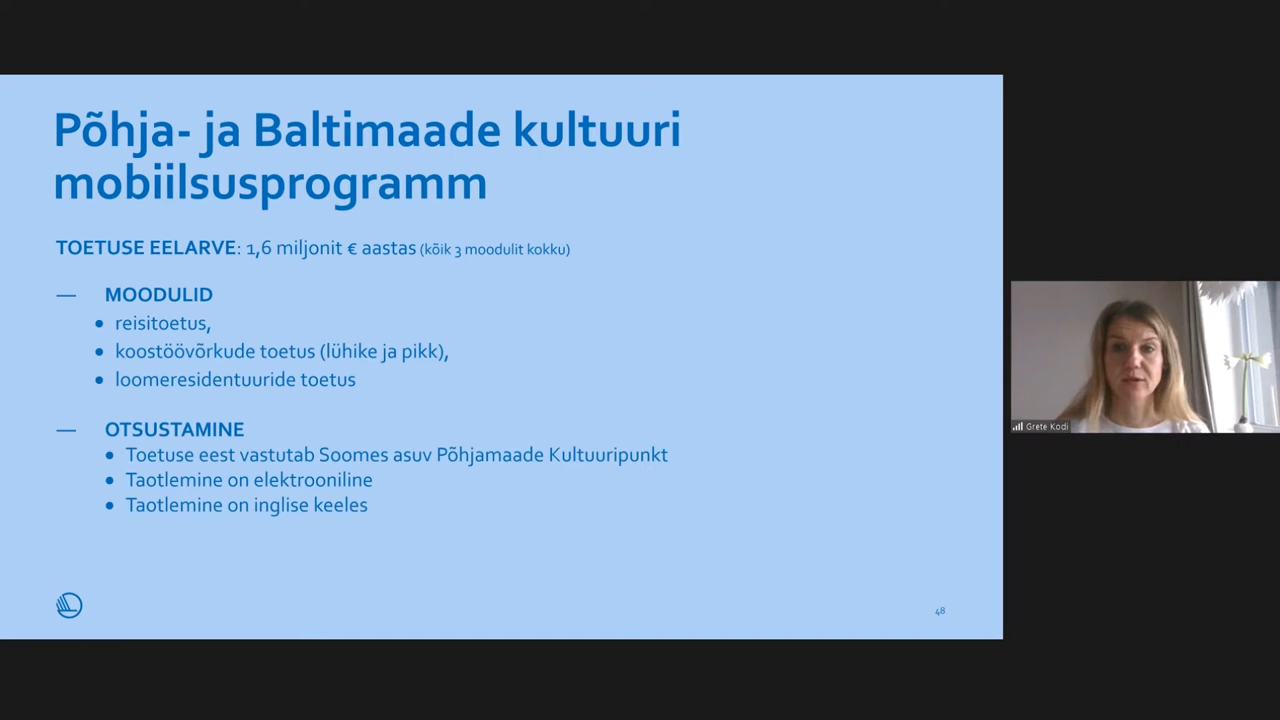 Põhja- ja Baltimaade kultuuri
mobiilsusprogramm
TOETUSE EELARVE: 1,6 miljonit € aastas (kõik 3 moodulit kokku)
— MOODULID
• reisitoetus,
• koostöövõrkude toetus (lühike ja pikk),
• loomeresidentuuride toetus
— OTSUSTAMINE
• Toetuse eest vastutab Soomes asuv Põhjamaade Kultuuripunkt
• Taotlemine on elektrooniline
• Taotlemine on inglise keeles
48
Grete Kodi